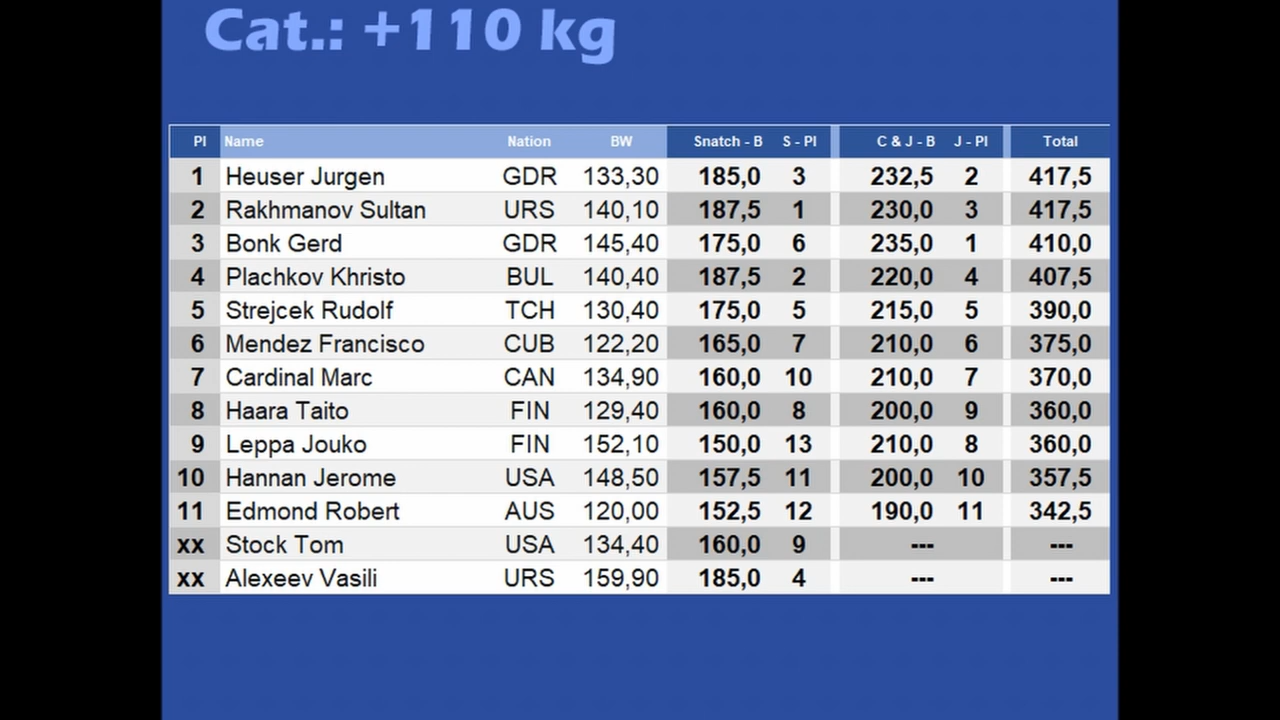 Cat.: +110 kg
Pl Name Nation BW Snatch - B S - Pl C & J - B J - Pl Total
1 Heuser Jurgen GDR 133,30 185,0 3 232,5 2 417,5
2 Rakhmanov Sultan URS 140,10 187,5 1 230,0 3 417,5
3 Bonk Gerd GDR 145,40 175,0 6 235,0 1 410,0
4 Plachkov Khristo BUL 140,40 187,5 2 220,0 4 407,5
5 Strejcek Rudolf TCH 130,40 175,0 5 215,0 5 390,0
6 Mendez Francisco CUB 122,20 165,0 7 210,0 6 375,0
7 Cardinal Marc CAN 134,90 160,0 10 210,0 7 370,0
8 Haara Taito FIN 129,40 160,0 8 200,0 9 360,0
9 Leppa Jouko FIN 152,10 150,0 13 210,0 8 360,0
10 Hannan Jerome USA 148,50 157,5 11 200,0 10 357,5
11 Edmond Robert AUS 120,00 152,5 12 190,0 11 342,5
xx Stock Tom USA 134,40 160,0 9 --- ---
xx Alexeev Vasili URS 159,90 185,0 4 --- ---